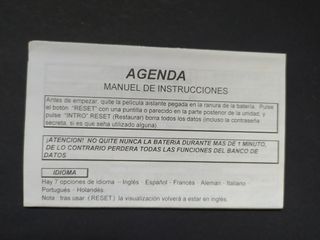 AGENDA
MANUEL DE INSTRUCCIONES
Antes de empezar, quite la película aislante pegada en la ranura de la batería. Pulse
el botón "RESET" con una puntilla o parecido en la parte posterior de la unidad, y
pulse "INTRO" RESET (Restaurar) borra todos los datos (incluso la contraseña
secreta, si es que seha utilizado alguna)
¡ATENCION! NO QUITE NUNCA LA BATERIA DURANTE MAS DE 1 MINUTO,
DE LO CONTRARIO PERDERA TODAS LAS FUNCIONES DEL BANCO DE
DATOS
IDIOMA
Hay 7 opciones de idioma -- Inglés · Español · Francés · Aleman · Italiano ·
Portugués · Holandés.
Nota : tras usar.(.RESET.) la visualización volverá a estar en inglés.